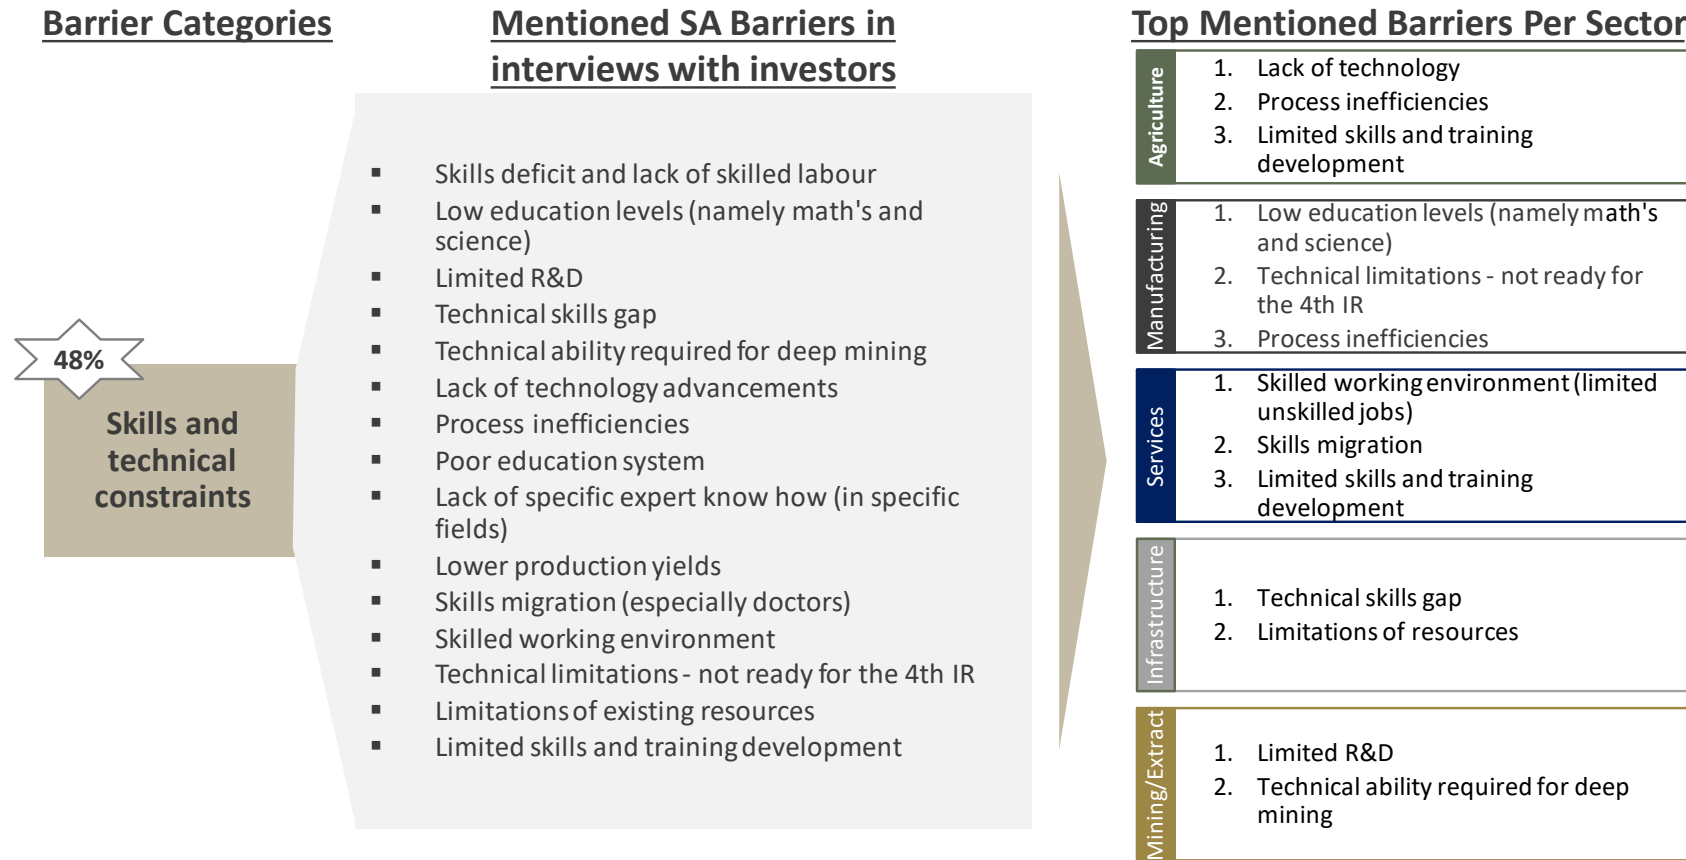 Barrier Categories
48%
Skills and
technical
constraints
Mentioned SA Barriers in
interviews with investors
▪ Skills deficit and lack of skilled labour
▪ Low education levels (namely math's and
science)
▪ Limited R&D
▪ Technical skills gap
▪ Technical ability required for deep mining
▪ Lack of technology advancements
▪ Process inefficiencies
▪ Poor education system
▪ Lack of specific expert know how (in specific
fields)
▪ Lower production yields
▪ Skills migration (especially doctors)
▪ Skilled working environment
▪ Technical limitations - not ready for the 4th IR
▪ Limitations of existing resources
▪ Limited skills and training development
Top Mentioned Barriers Per Sector
Agriculture
1. Lack of technology
2. Process inefficiencies
3. Limited skills and training
development
Manufacturing
1. Low education levels (namely math's
and science)
2. Technical limitations - not ready for
the 4th IR
3. Process inefficiencies
Services
1. Skilled working environment (limited
unskilled jobs)
2. Skills migration
3. Limited skills and training
development
Infrastructure
1. Technical skills gap
2. Limitations of resources
Mining/Extract
1. Limited R&D
2. Technical ability required for deep
mining